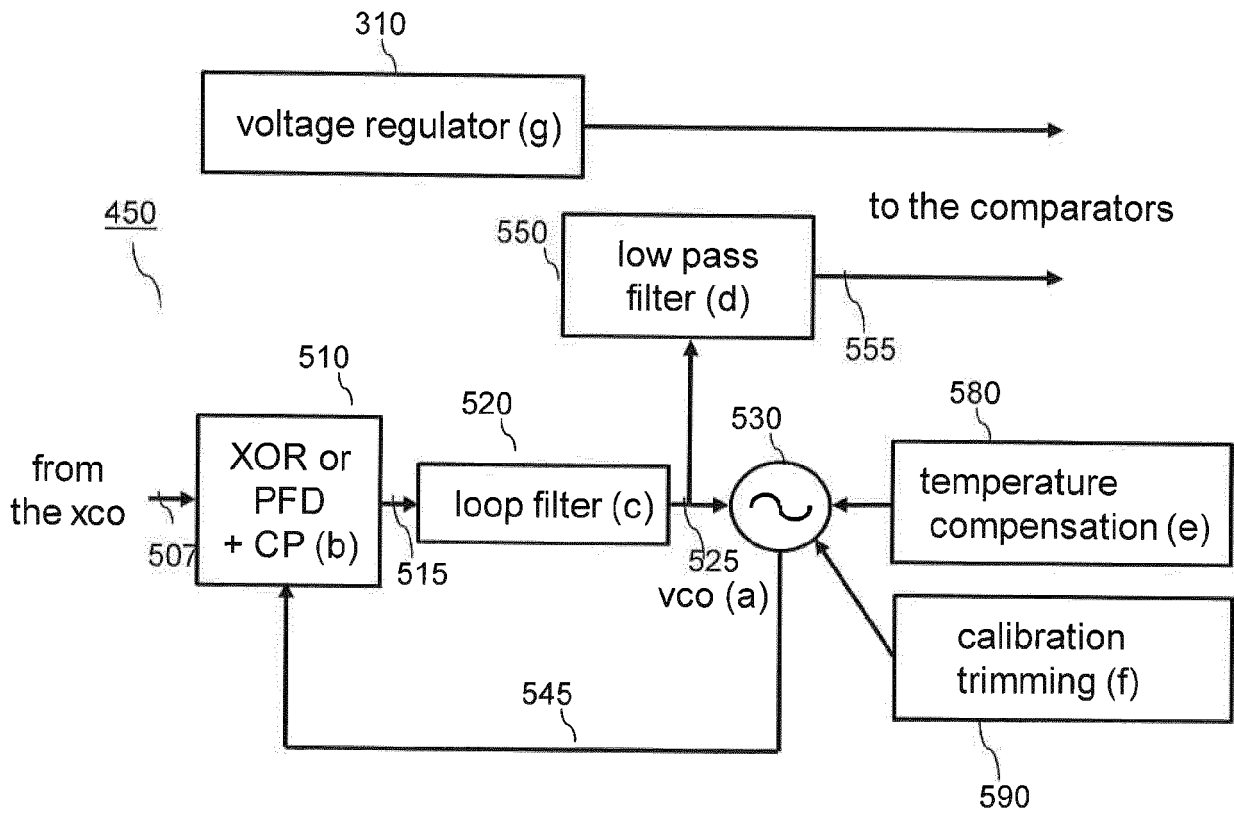 310
voltage regulator (g)
450
to the comparators
550
low pass
filter (d)
555
510
520
530
580
from
the xco
XOR or
PFD
+ CP (b)
loop filter (c)
temperature
compensation (e)
507
515
525
vco (a)
calibration
trimming (f)
545
590